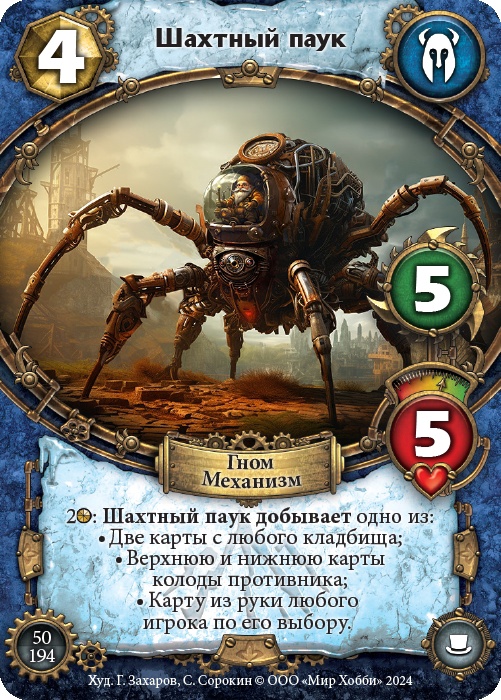 4
Шахтный паук
5
5
Гном
Механизм
2 : Шахтный паук добывает одно из:
• Две карты с любого кладбища;
• Верхнюю и нижнюю карты
колоды противника;
• Карту из руки любого
игрока по его выбору.
50
194
Худ. Г. Захаров, С. Сорокин © ООО «Мир Хобби» 2024